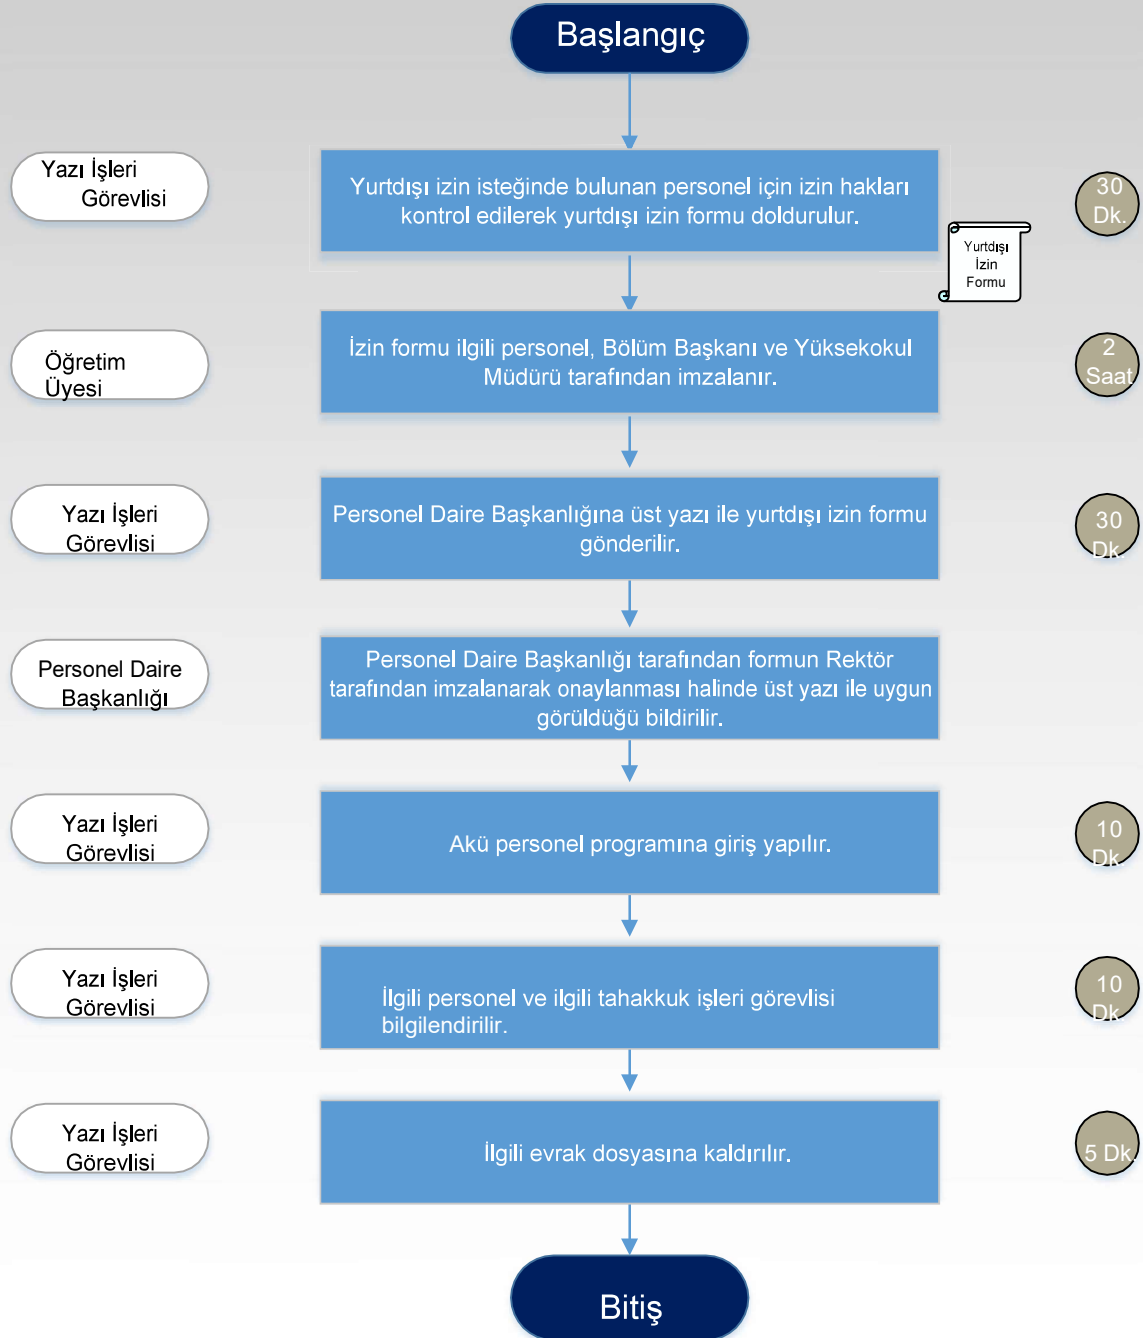 Başlangıç
Yazı İşleri
Görevlisi
Yurtdışı izin isteğinde bulunan personel için izin hakları
kontrol edilerek yurtdışı izin formu doldurulur.
30
Dk.
Yurtdışı
İzin
Formu
Öğretim
Üyesi
İzin formu ilgili personel, Bölüm Başkanı ve Yüksekokul
Müdürü tarafından imzalanır.
2
Saat
Yazı İşleri
Görevlisi
Personel Daire Başkanlığına üst yazı ile yurtdışı izin formu
gönderilir.
30
Dk.
Personel Daire
Başkanlığı
Personel Daire Başkanlığı tarafından formun Rektör
tarafından imzalanarak onaylanması halinde üst yazı ile uygun
görüldüğü bildirilir.
Yazı İşleri
Görevlisi
Akü personel programına giriş yapılır.
10
Dk.
Yazı İşleri
Görevlisi
İlgili personel ve ilgili tahakkuk işleri görevlisi
bilgilendirilir.
10
Dk.
Yazı İşleri
Görevlisi
İlgili evrak dosyasına kaldırılır.
5 Dk.
Bitiş